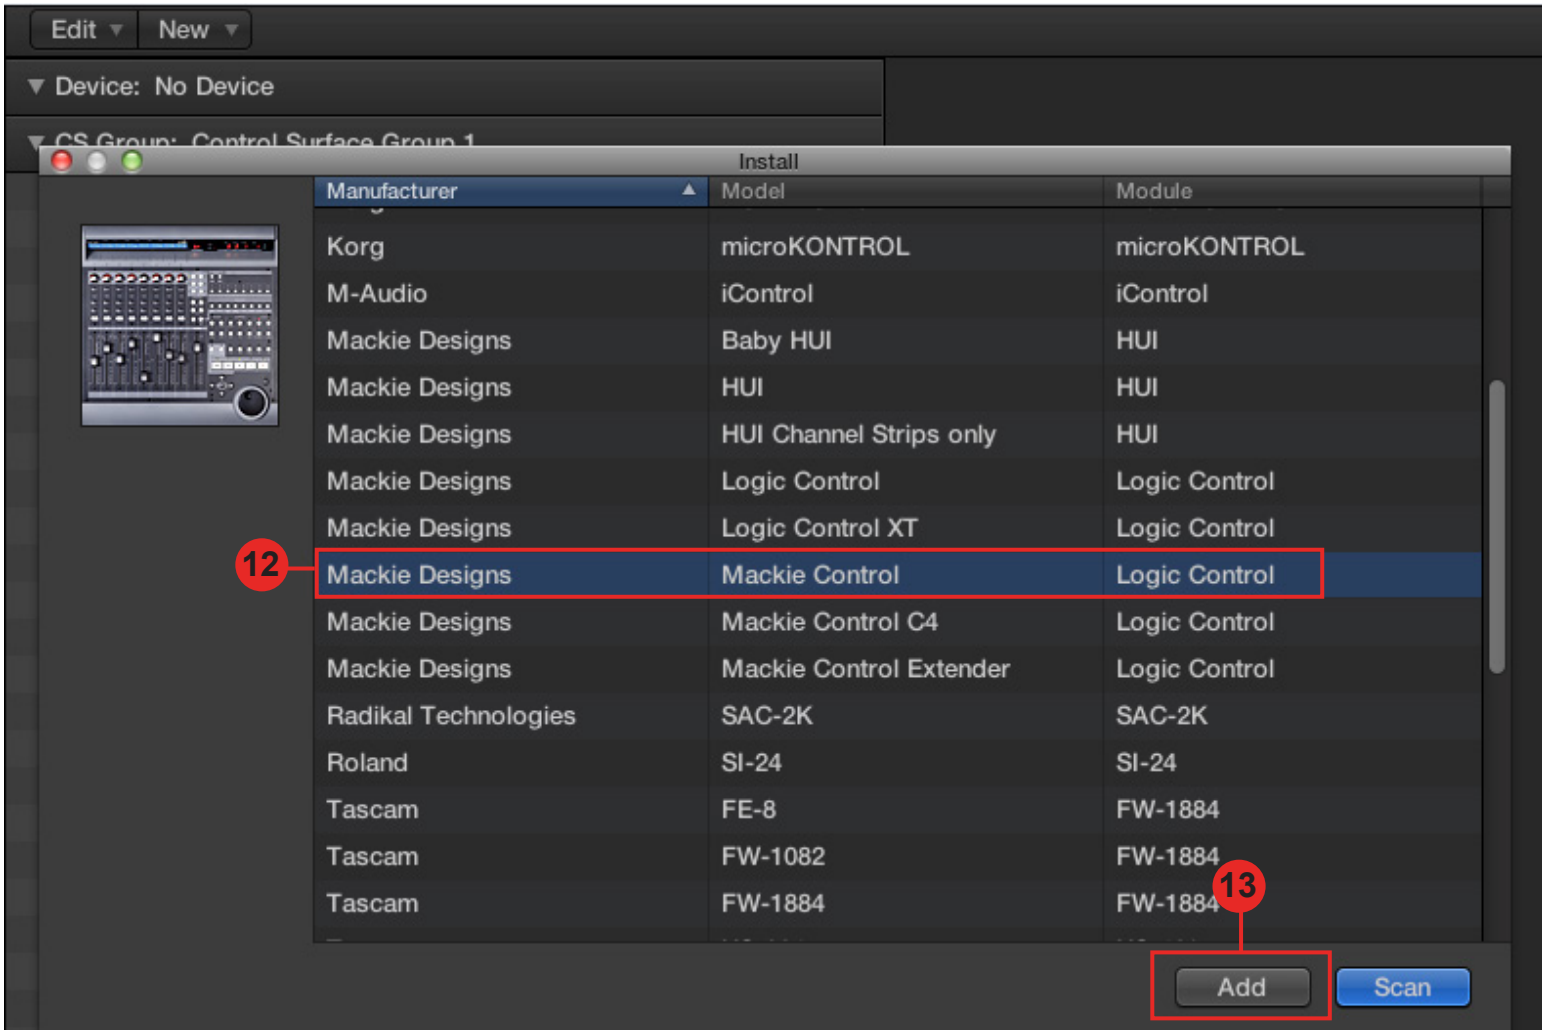 Edit New
Device: No Device
CS Group: Control Surface Group 1
Install
Manufacturer Model Module
Korg microKONTROL microKONTROL
M-Audio iControl iControl
Mackie Designs Baby HUI HUI
Mackie Designs HUI HUI
Mackie Designs HUI Channel Strips only HUI
Mackie Designs Logic Control Logic Control
Mackie Designs Logic Control XT Logic Control
12 Mackie Designs Mackie Control Logic Control
Mackie Designs Mackie Control C4 Logic Control
Mackie Designs Mackie Control Extender Logic Control
Radikal Technologies SAC-2K SAC-2K
Roland SI-24 SI-24
Tascam FE-8 FW-1884
Tascam FW-1082 FW-1884
13
Tascam FW-1884 FW-1884
Add Scan